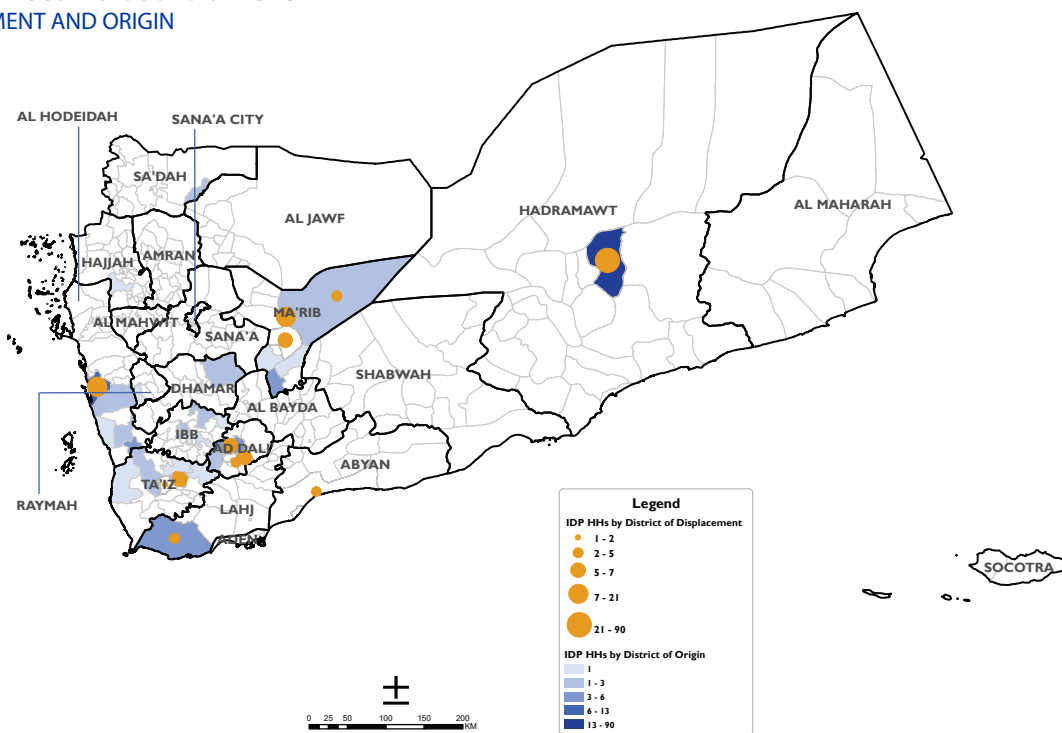 MENT AND ORIGIN
AL HODEIDAH
SANA'A CITY
SA'DAH
AL JAWF
HADRAMAWT
AL MAHARAH
HAJJAH
AMRAN
MA'RIB
AL MAHWIT
SANA'A
SHABWAH
DHAMAR
AL BAYDA
IBB
AD DALI
ABYAN
TA'IZ
RAYMAH
LAHJ
ADEN
SOCOTRA
Legend
IDP HHs by District of Displacement
1 - 2
2 - 5
5 - 7
7 - 21
21 - 90
IDP HHs by District of Origin
1
1 - 3
3 - 6
6 - 13
13 - 90
0 25 50 100 150 200
KM